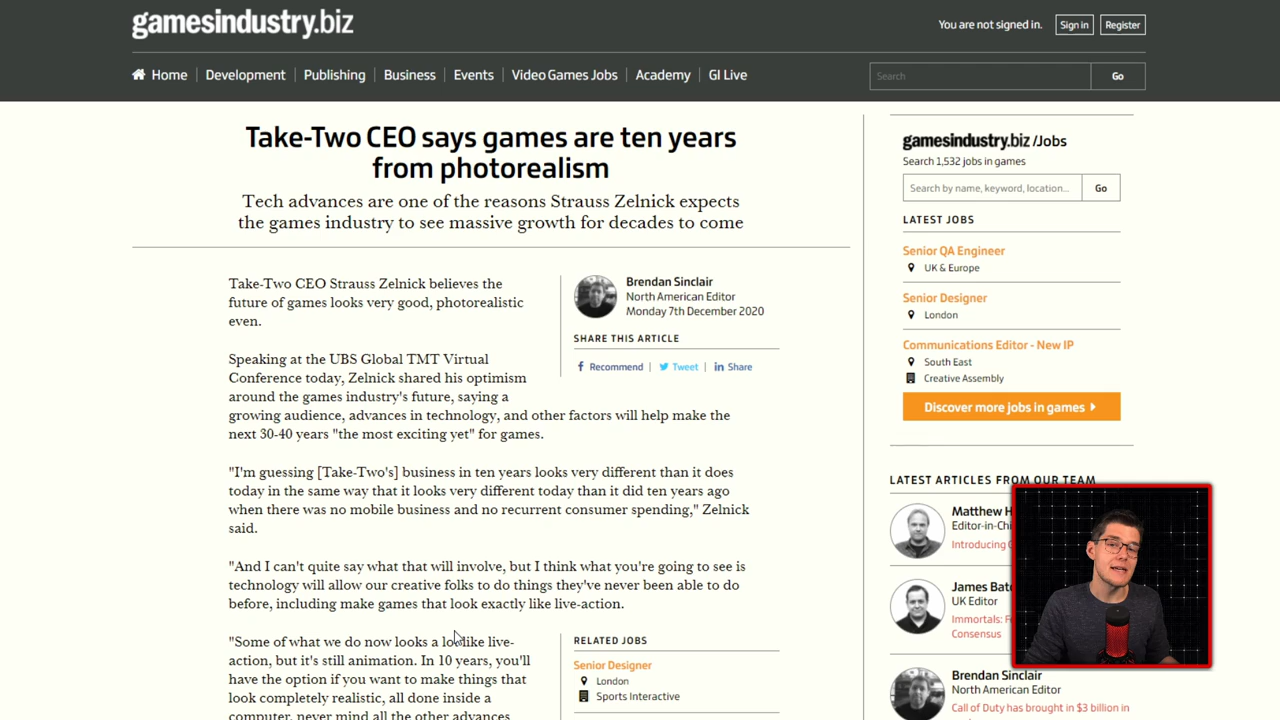 gamesindustry.biz
You are not signed in.
Sign in
Register
Home
Development
Publishing
Business
Events
Video Games Jobs
Academy
GI Live
Search
Go
Take-Two CEO says games are ten years
from photorealism
Tech advances are one of the reasons Strauss Zelnick expects
the games industry to see massive growth for decades to come
Take-Two CEO Strauss Zelnick believes the
future of games looks very good, photorealistic
even.
Speaking at the UBS Global TMT Virtual
Conference today, Zelnick shared his optimism
around the games industry's future, saying a
growing audience, advances in technology, and other factors will help make the
next 30-40 years "the most exciting yet" for games.
"I'm guessing [Take-Two's] business in ten years looks very different than it does
today in the same way that it looks very different today than it did ten years ago
when there was no mobile business and no recurrent consumer spending," Zelnick
said.
"And I can't quite say what that will involve, but I think what you're going to see is
technology will allow our creative folks to do things they've never been able to do
before, including make games that look exactly like live-action.
"Some of what we do now looks a lot like live-
action, but it's still animation. In 10 years, you'll
have the option if you want to make things that
look completely realistic, all done inside a
computer, never mind all the other advances
Brendan Sinclair
North American Editor
Monday 7th December 2020
SHARE THIS ARTICLE
Recommend
Tweet
Share
RELATED JOBS
Senior Designer
London
Sports Interactive
gamesindustry.biz /Jobs
Search 1,532 jobs in games
Search by name, keyword, location...
Go
LATEST JOBS
Senior QA Engineer
UK & Europe
Senior Designer
London
Communications Editor - New IP
South East
Creative Assembly
Discover more jobs in games
LATEST ARTICLES FROM OUR TEAM
Matthew
Introducing
James
UK Editor
Immortals:
Consensus
Brendan Sinclair
North American Editor
Call of Duty has brought in $3 billion in